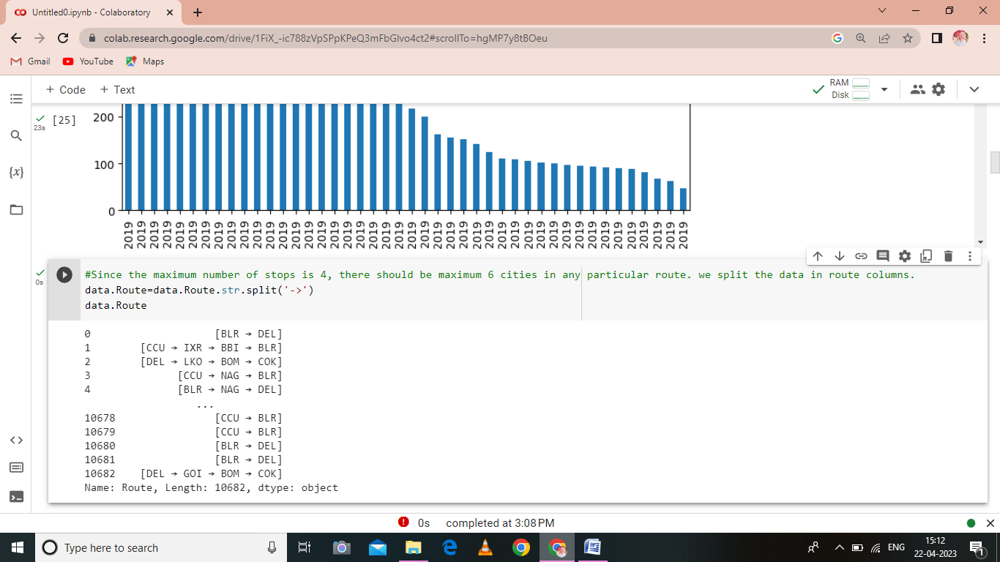 Untitled0.ipynb - Colaboratory
colab.research.google.com/drive/1FiX_-ic788zVpSPpKPeQ3mFbGlvo4ct2#scrollTo=hgMP7y8tBOeu
Gmail YouTube Maps
+ Code + Text RAM
Disk
[25]
23s
200
100
0
2019 2019 2019 2019 2019 2019 2019 2019 2019 2019 2019 2019 2019 2019 2019 2019 2019 2019 2019 2019 2019 2019 2019 2019 2019 2019 2019 2019 2019 2019 2019 2019 2019 2019 2019 2019 2019 2019 2019 2019 2019 2019 2019 2019
{x}
0s
#Since the maximum number of stops is 4, there should be maximum 6 cities in any particular route. we split the data in route columns.
data.Route=data.Route.str.split('->')
data.Route
0 [BLR → DEL]
1 [CCU → IXR → BBI → BLR]
2 [DEL → LKO → BOM → COK]
3 [CCU → NAG → BLR]
4 [BLR → NAG → DEL]
...
10678 [CCU → BLR]
10679 [CCU → BLR]
10680 [BLR → DEL]
10681 [BLR → DEL]
10682 [DEL → GOI → BOM → COK]
Name: Route, Length: 10682, dtype: object
0s completed at 3:08 PM
Type here to search
ENG
15:12
22-04-2023
1